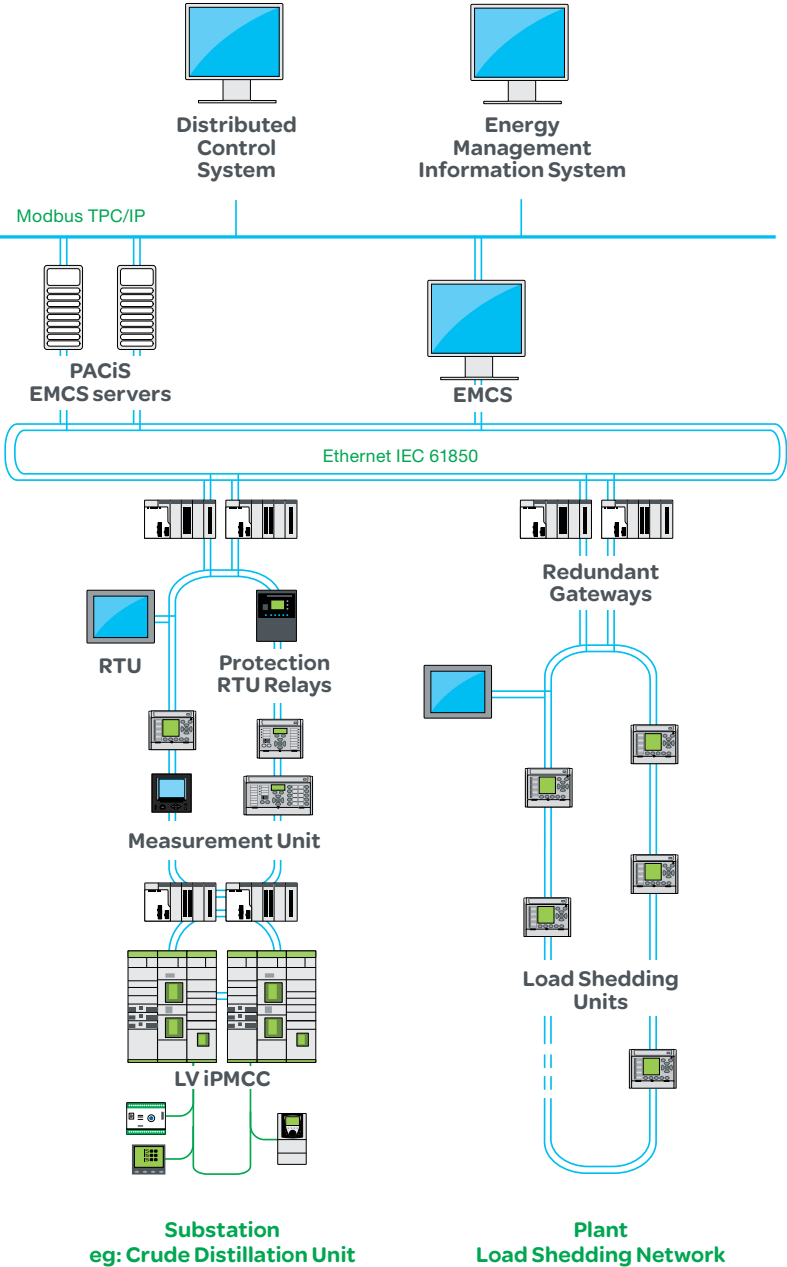 Distributed
Control
System
Energy
Management
Information System
Modbus TPC/IP
PACiS
EMCS servers
EMCS
Ethernet IEC 61850
Redundant
Gateways
RTU
Protection
RTU Relays
Measurement Unit
Load Shedding
Units
LV iPMCC
Substation
eg: Crude Distillation Unit
Plant
Load Shedding Network